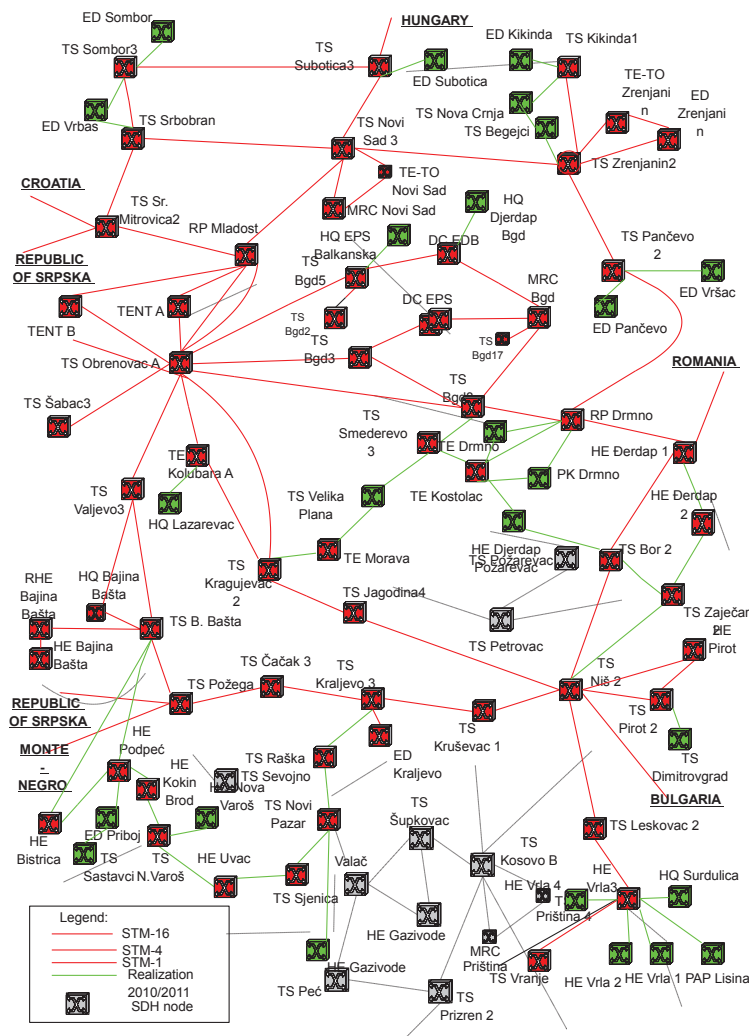 ED Sombor
HUNGARY
TS Sombor3
TS
Subotica3
ED Kikinda
TS Kikinda1
ED Subotica
TE-TO
Zrenjani
n
ED
Zrenjani
n
TS Nova Crnja
TS Begejci
ED Vrbas
TS Srbobran
TS Novi
Sad 3
TS Zrenjanin2
CROATIA
TE-TO
Novi Sad
MRC Novi Sad
TS Sr.
Mitrovica2
RP Mladost
HQ
Djerdap
Bgd
HQ EPS
Balkanska
DC EDB
TS Pančevo
2
REPUBLIC
OF SRPSKA
TS
Bgd5
MRC
Bgd
ED Vršac
TENT A
TENT B
DC EPS
ED Pančevo
TS
Bgd2
TS
Bgd3
TS
Bgd17
TS Obrenovac A
ROMANIA
TS
Bgd8
TS Šabac3
TS
Smederevo
3
RP Drmno
TE Drmno
HE Đerdap 1
TE
Kolubara A
PK Drmno
TE Kostolac
TS
Valjevo3
HQ Lazarevac
TS Velika
Plana
HE Đerdap
2
HE Djerdap
Požarevac
TS Požarevac
TS Bor 2
TE Morava
RHE
Bajina
Bašta
HQ Bajina
Bašta
TS
Kragujevac
2
TS Jagodina4
TS Zaječar
2
HE
Pirot
TS Petrovac
HE Bajina
Bašta
TS B. Bašta
TS Čačak 3
TS
Kraljevo 3
TS
Niš 2
TS Požega
REPUBLIC
OF SRPSKA
TS
Kruševac 1
TS
Pirot 2
MONTE
-
NEGRO
HE
Podpeć
HE
Kokin
Brod
TS Raška
TS Sevojno
ED
Kraljevo
TS
Dimitrovgrad
HE Nova
Varoš
BULGARIA
TS Novi
Pazar
TS
Šupkovac
TS Leskovac 2
HE
Bistrica
ED Priboj
TS
Sastavci
TS
N.Varoš
HE Uvac
Valač
TS
Kosovo B
HE Vrla 4
HE
Vrla3
HQ Surdulica
TS Sjenica
TS
Priština 4
HE Gazivode
MRC
Priština
Legend:
STM-16
STM-4
STM-1
Realization
2010/2011
SDH node
HE Gazivode
TS Peć
TS
Prizren 2
TS Vranje
HE Vrla 2
HE Vrla 1
PAP Lisina